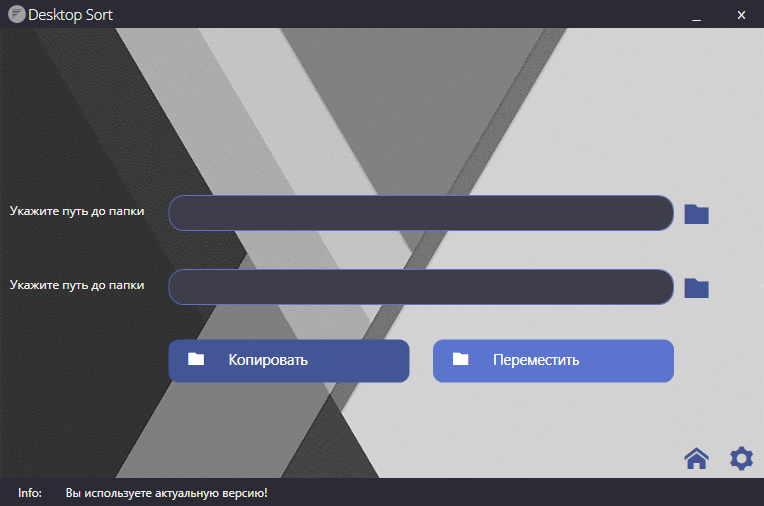 Desktop Sort
Укажите путь до папки
Укажите путь до папки
Копировать
Переместить
Info: Вы используете актуальную версию!